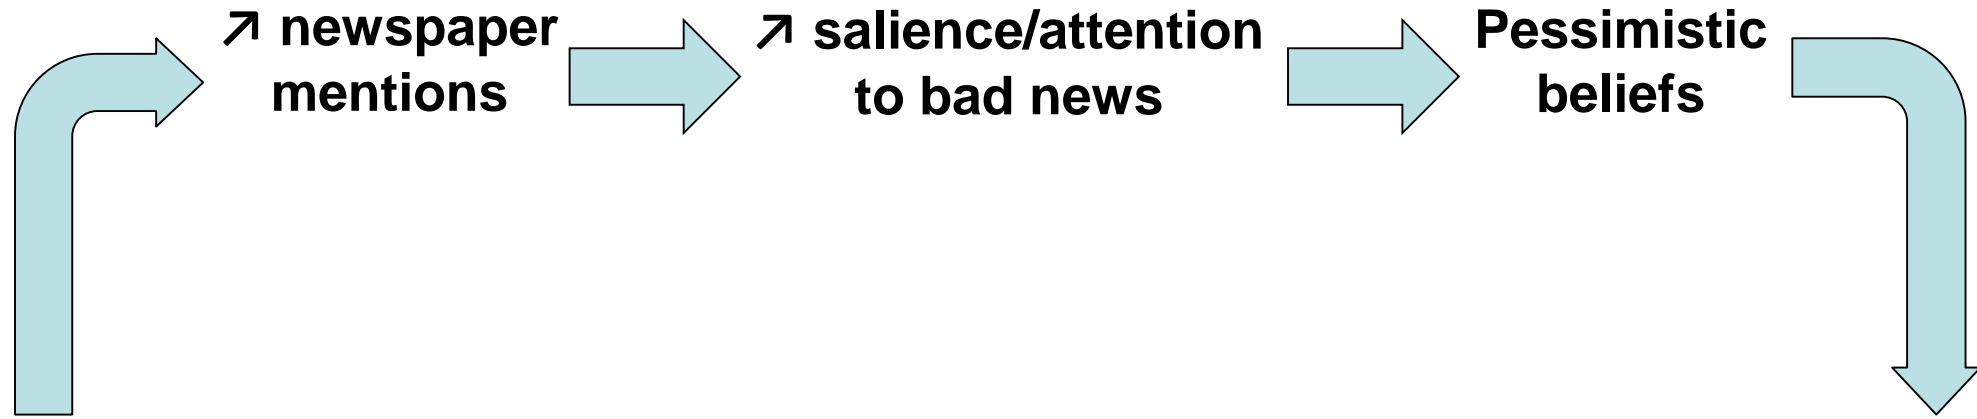 ↗ newspaper
mentions
↗ salience/attention
to bad news
Pessimistic
beliefs